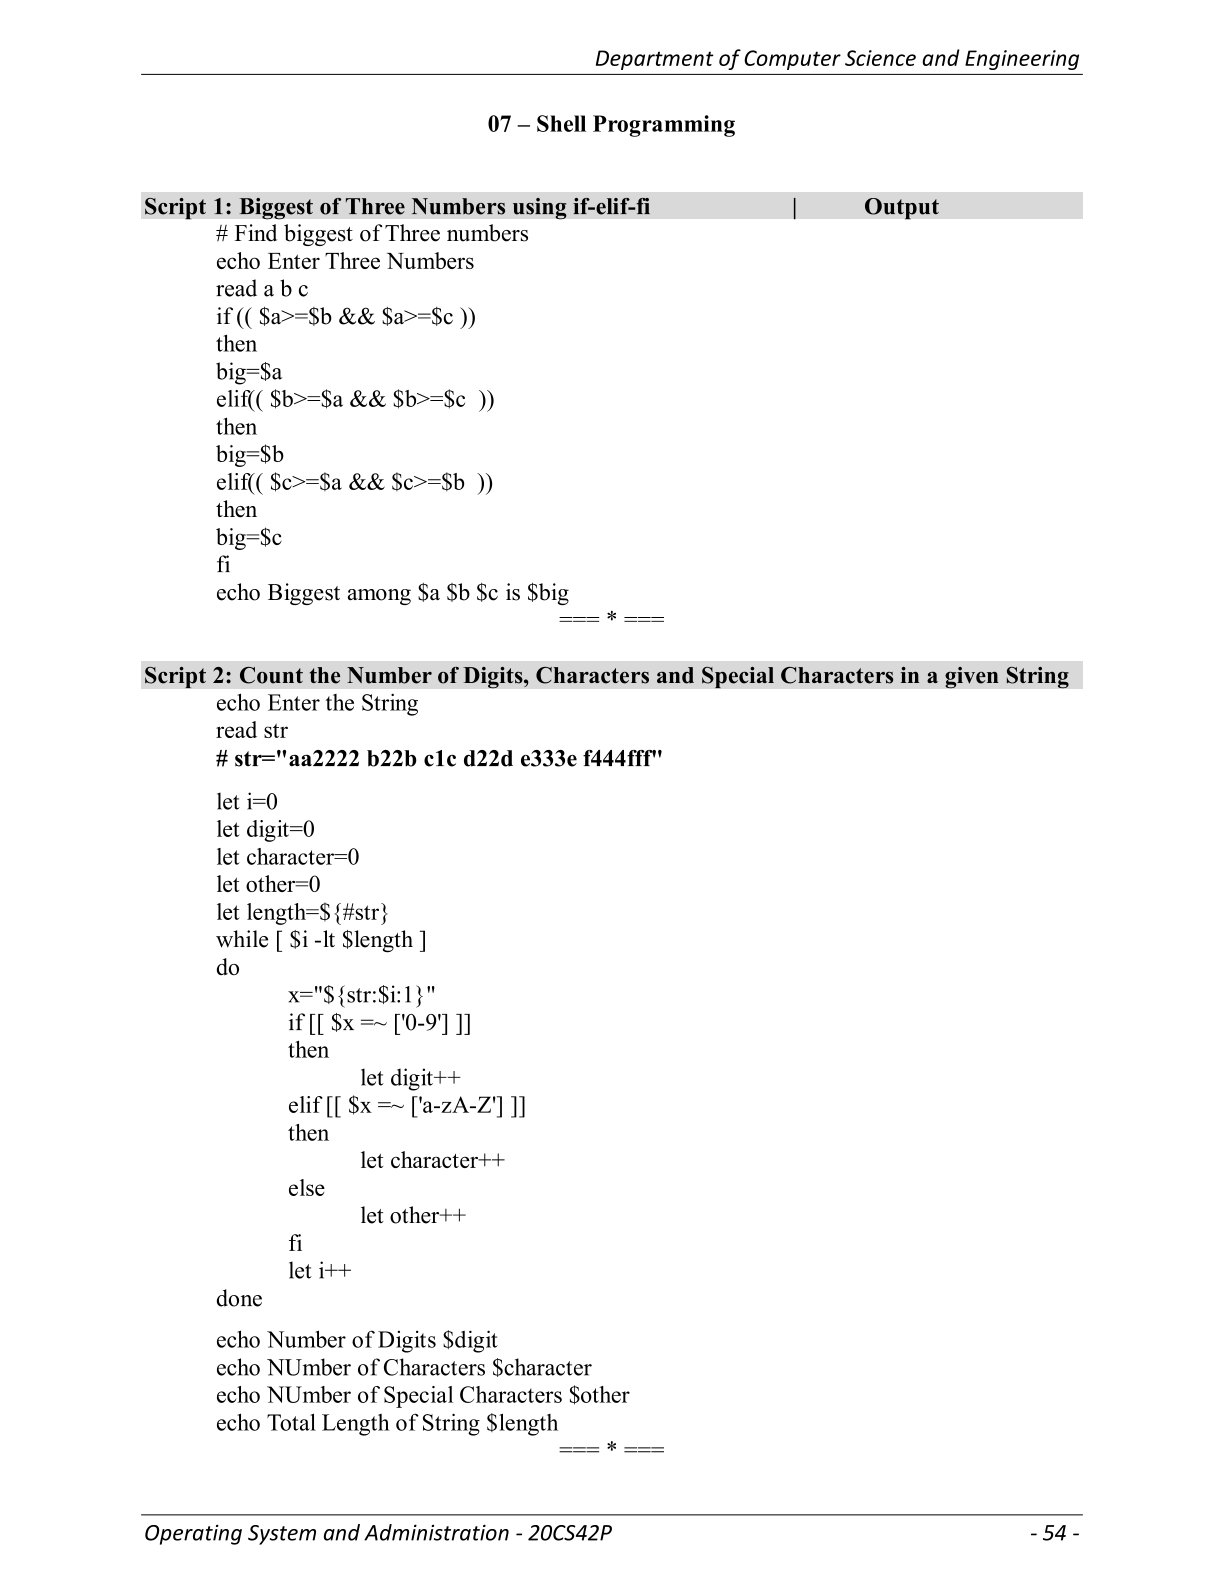 Department of Computer Science and Engineering
07 – Shell Programming
Script 1: Biggest of Three Numbers using if-elif-fi | Output
# Find biggest of Three numbers
echo Enter Three Numbers
read a b c
if (( $a>=$b && $a>=$c ))
then
big=$a
elif(( $b>=$a && $b>=$c  ))
then
big=$b
elif(( $c>=$a && $c>=$b  ))
then
big=$c
fi
echo Biggest among $a $b $c is $big
=== * ===
Script 2: Count the Number of Digits, Characters and Special Characters in a given String
echo Enter the String
read str
# str="aa2222 b22b c1c d22d e333e f444fff"
let i=0
let digit=0
let character=0
let other=0
let length=${#str}
while [ $i -lt $length ]
do
x="${str:$i:1}"
if [[ $x =~ ['0-9'] ]]
then
let digit++
elif [[ $x =~ ['a-zA-Z'] ]]
then
let character++
else
let other++
fi
let i++
done
echo Number of Digits $digit
echo NUmber of Characters $character
echo NUmber of Special Characters $other
echo Total Length of String $length
=== * ===
Operating System and Administration - 20CS42P - 54 -